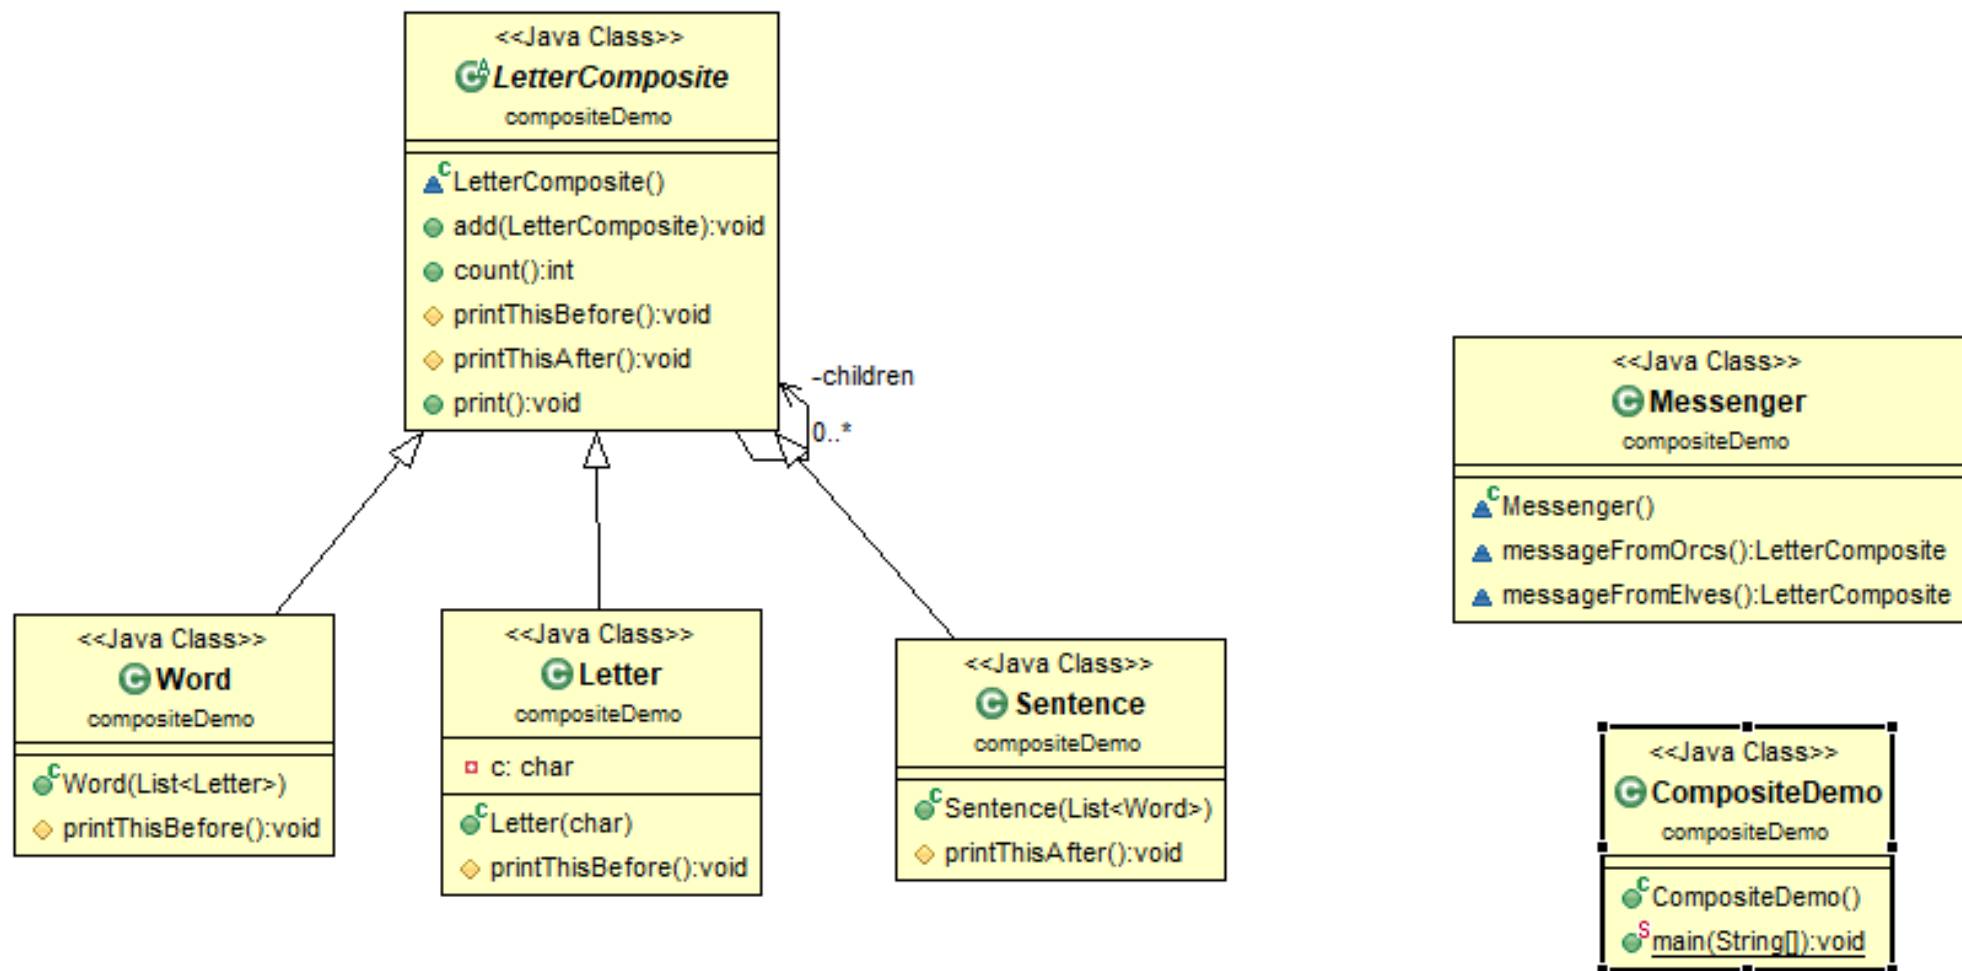 <<Java Class>>
LetterComposite
compositeDemo
LetterComposite()
add(LetterComposite):void
count():int
printThisBefore():void
printThisAfter():void
print():void
-children
0..*
<<Java Class>>
Word
compositeDemo
Word(List<Letter>)
printThisBefore():void
<<Java Class>>
Letter
compositeDemo
c: char
Letter(char)
printThisBefore():void
<<Java Class>>
Sentence
compositeDemo
Sentence(List<Word>)
printThisAfter():void
<<Java Class>>
Messenger
compositeDemo
Messenger()
messageFromOrcs():LetterComposite
messageFromElves():LetterComposite
<<Java Class>>
CompositeDemo
compositeDemo
CompositeDemo()
main(String[]):void